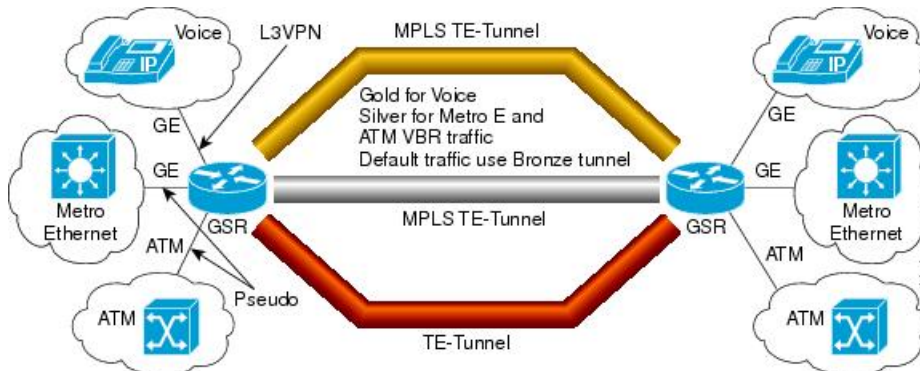 Voice
IP
L3VPN
MPLS TE-Tunnel
Voice
IP
GE
Gold for Voice
Silver for Metro E and
ATM VBR traffic
Default traffic use Bronze tunnel
GE
GE
GE
Metro
Ethernet
GSR
MPLS TE-Tunnel
GSR
Metro
Ethernet
ATM
ATM
ATM
Pseudo
TE-Tunnel
ATM